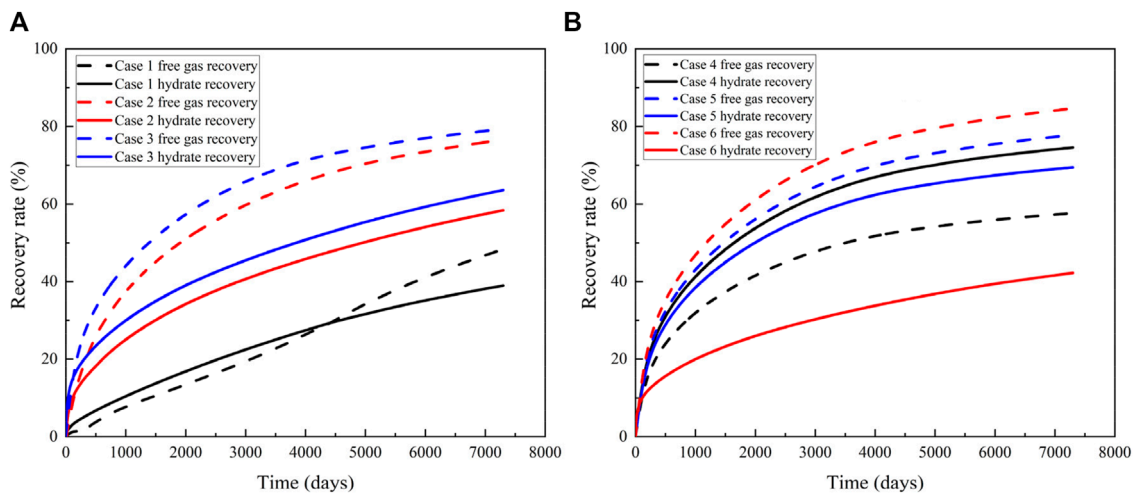 A
Case 1 free gas recovery
Case 1 hydrate recovery
Case 2 free gas recovery
Case 2 hydrate recovery
Case 3 free gas recovery
Case 3 hydrate recovery
Recovery rate (%)
100
80
60
40
20
0
0 1000 2000 3000 4000 5000 6000 7000 8000
Time (days)
B
Case 4 free gas recovery
Case 4 hydrate recovery
Case 5 free gas recovery
Case 5 hydrate recovery
Case 6 free gas recovery
Case 6 hydrate recovery
Recovery rate (%)
100
80
60
40
20
0
0 1000 2000 3000 4000 5000 6000 7000 8000
Time (days)